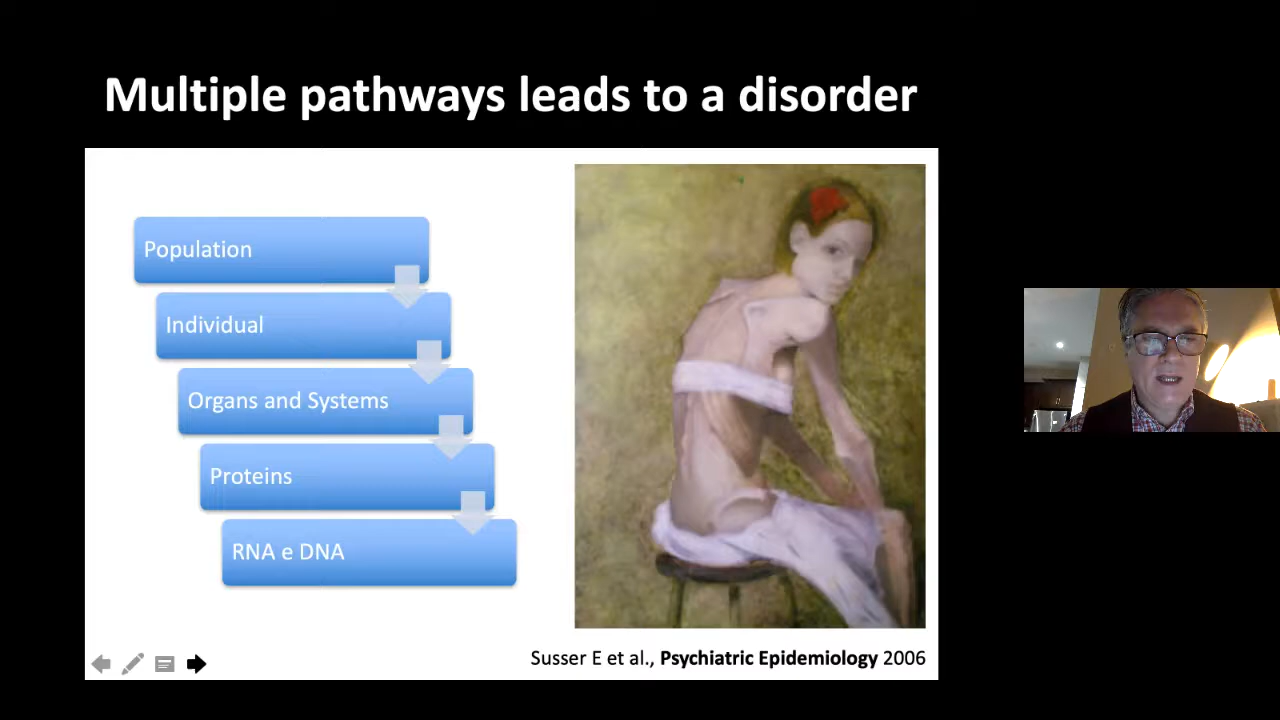 Multiple pathways leads to a disorder
Population
Individual
Organs and Systems
Proteins
RNA e DNA
Susser E et al., Psychiatric Epidemiology 2006